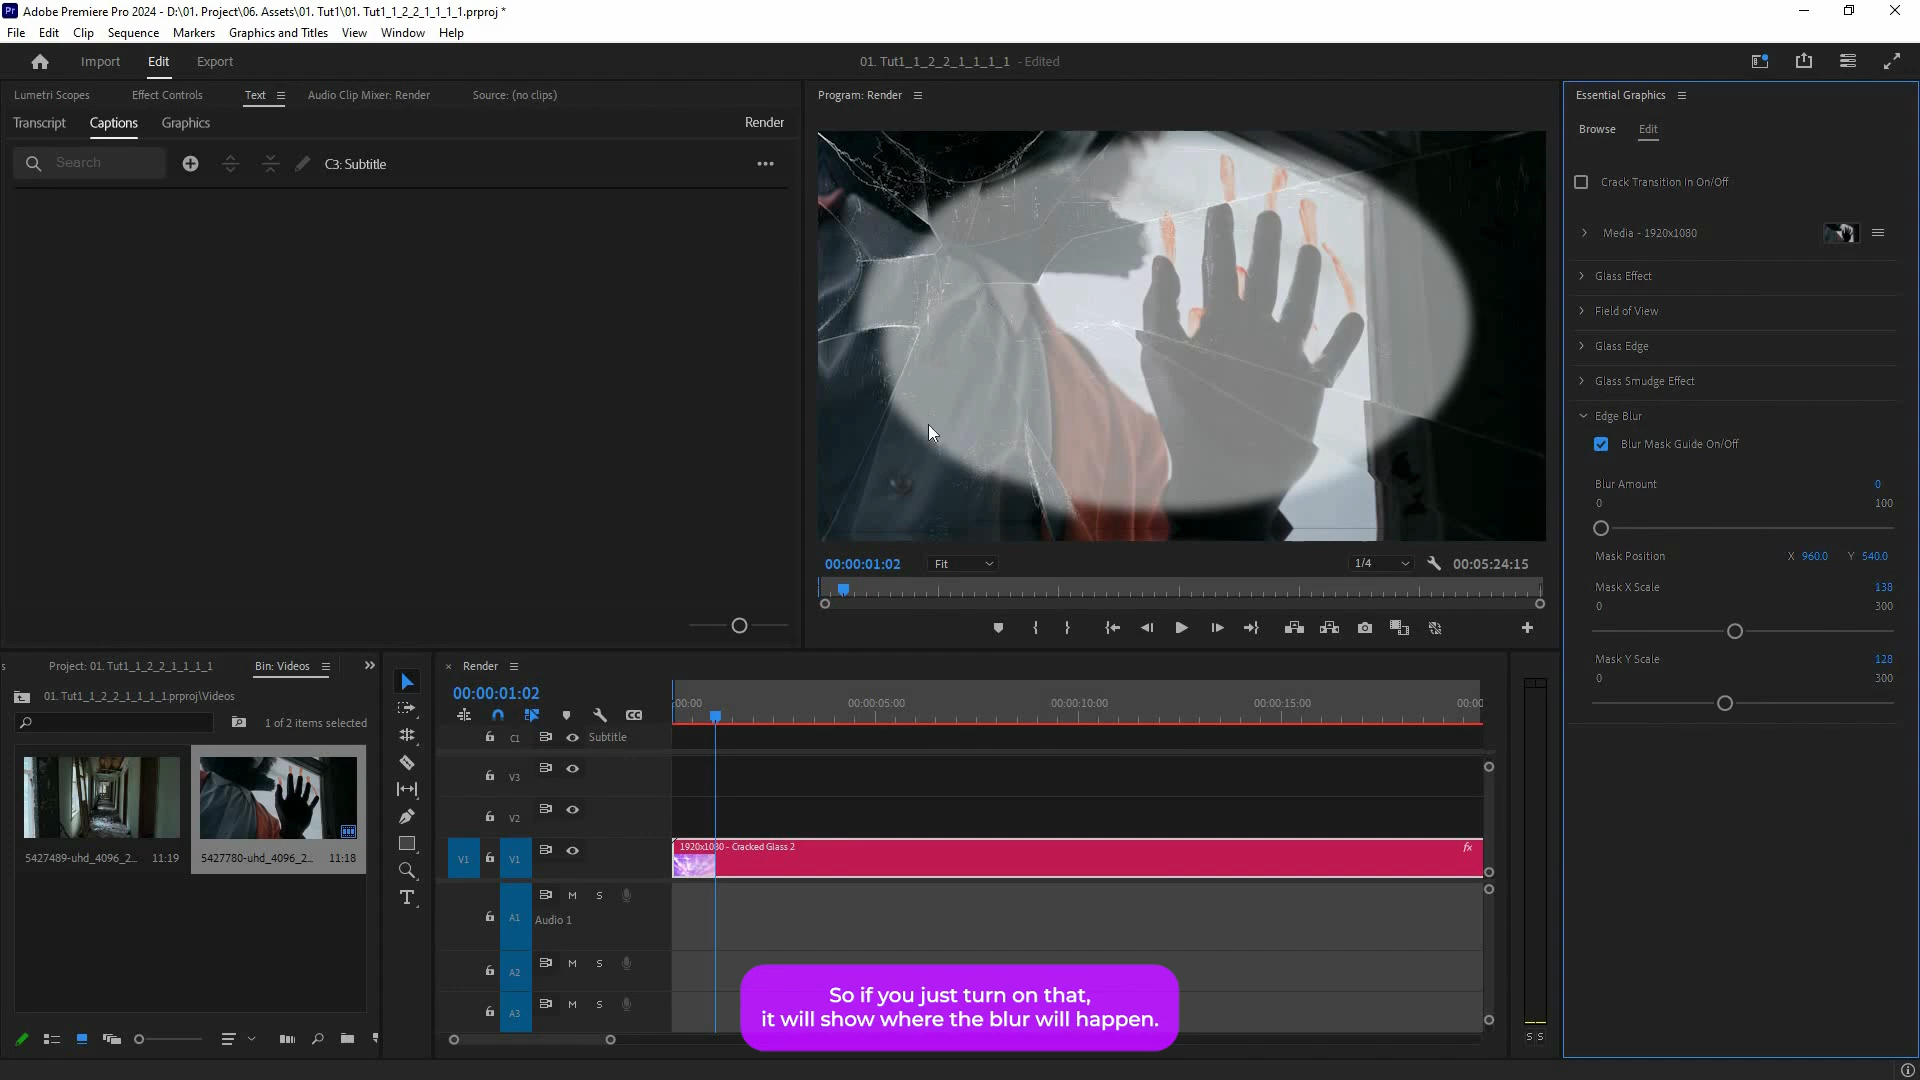 Pr Adobe Premiere Pro 2024 - D:\01. Project\06. Assets\01. Tut1\01. Tut1_1_2_2_1_1_1_1.prproj *
File Edit Clip Sequence Markers Graphics and Titles View Window Help
Import Edit Export
01. Tut1_1_2_2_1_1_1_1 - Edited
Lumetri Scopes Effect Controls Text Audio Clip Mixer: Render Source: (no clips)
Transcript Captions Graphics Render
Search C3: Subtitle
Program: Render
00:00:01:02 Fit 1/4 00:05:24:15
Essential Graphics
Browse Edit
Crack Transition In On/Off
Media - 1920x1080
Glass Effect
Field of View
Glass Edge
Glass Smudge Effect
Edge Blur
Blur Mask Guide On/Off
Blur Amount 0
0 100
Mask Position X 960.0 Y 540.0
Mask X Scale 138
0 300
Mask Y Scale 128
0 300
s Project: 01. Tut1_1_2_2_1_1_1_1 Bin: Videos
01. Tut1_1_2_2_1_1_1_1.prproj\Videos
1 of 2 items selected
5427489-uhd_4096_2... 11:19
5427780-uhd_4096_2... 11:18
Render
00:00:01:02
:00:00 00:00:05:00 00:00:10:00 00:00:15:00 00:00
C1 Subtitle
V3
V2
V1 V1
1920x1080 - Cracked Glass 2 fx
A1 M S
Audio 1
A2 M S
A3 M S
S S
So if you just turn on that,
it will show where the blur will happen.